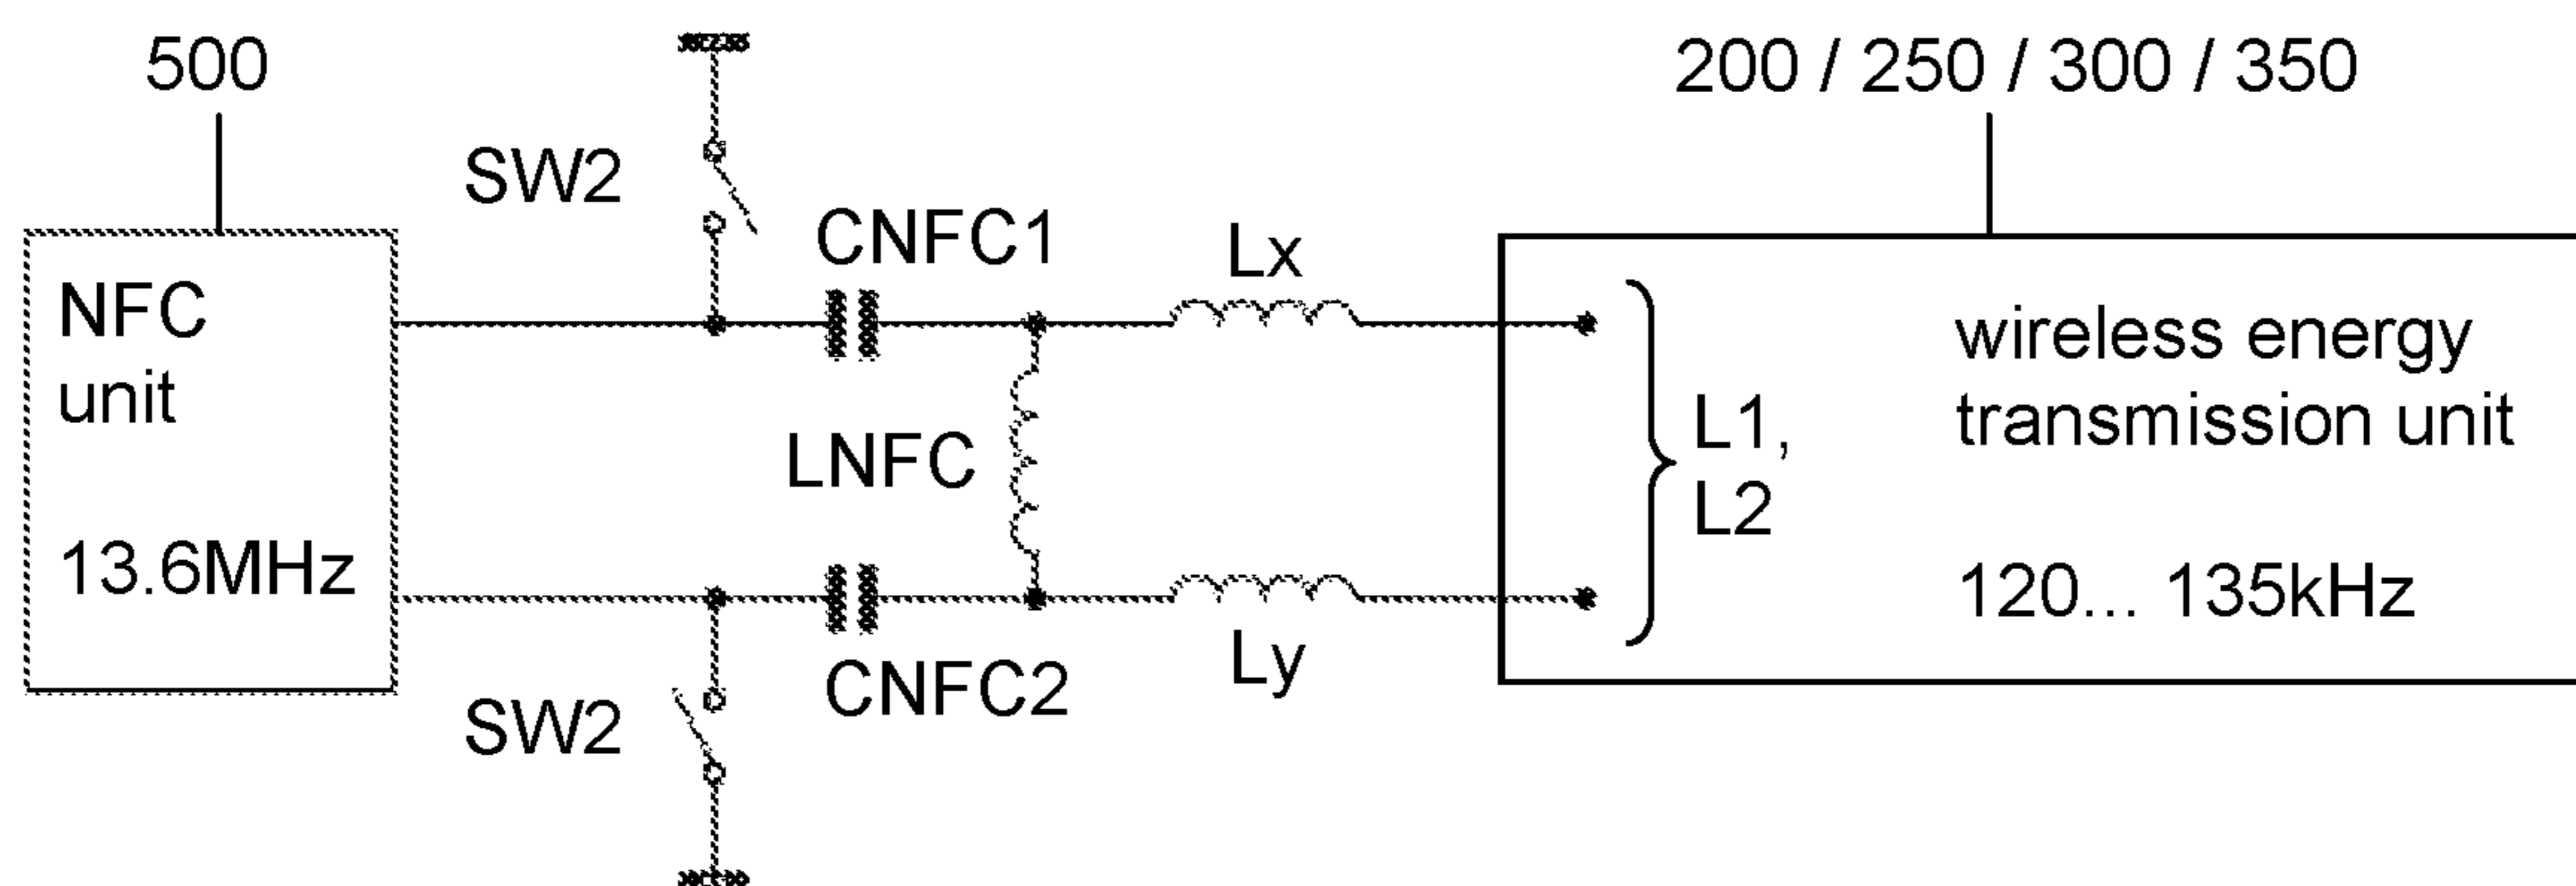 500
200 / 250 / 300 / 350
SW2
CNFC1
Lx
NFC
unit
wireless energy
transmission unit
LNFC
L1,
L2
13.6MHz
120... 135kHz
Ly
SW2
CNFC2